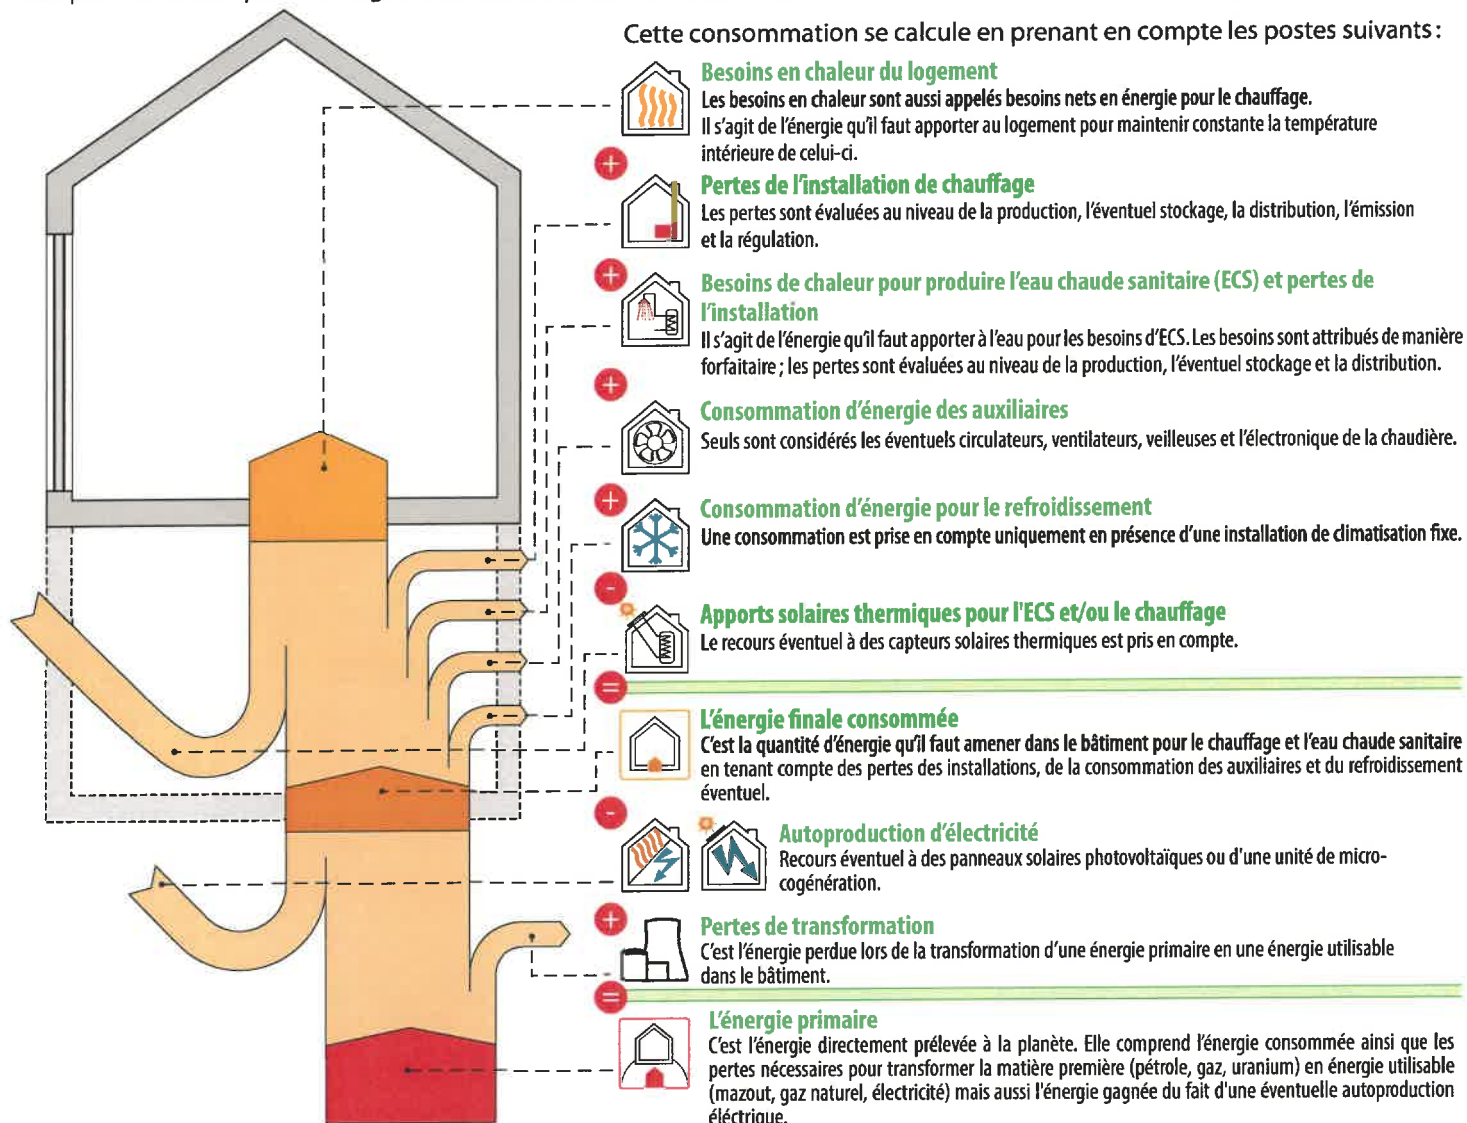 Cette consommation se calcule en prenant en compte les postes suivants :
Besoins en chaleur du logement
Les besoins en chaleur sont aussi appelés besoins nets en énergie pour le chauffage.
Il s'agit de l'énergie qu'il faut apporter au logement pour maintenir constante la température
intérieure de celui-ci.
+
Pertes de l'installation de chauffage
Les pertes sont évaluées au niveau de la production, l'éventuel stockage, la distribution, l'émission
et la régulation.
+
Besoins de chaleur pour produire l'eau chaude sanitaire (ECS) et pertes de
l'installation
Il s'agit de l'énergie qu'il faut apporter à l'eau pour les besoins d'ECS. Les besoins sont attribués de manière
forfaitaire ; les pertes sont évaluées au niveau de la production, l'éventuel stockage et la distribution.
+
Consommation d'énergie des auxiliaires
Seuls sont considérés les éventuels circulateurs, ventilateurs, veilleuses et l'électronique de la chaudière.
+
Consommation d'énergie pour le refroidissement
Une consommation est prise en compte uniquement en présence d'une installation de climatisation fixe.
-
Apports solaires thermiques pour l'ECS et/ou le chauffage
Le recours éventuel à des capteurs solaires thermiques est pris en compte.
=
L'énergie finale consommée
C'est la quantité d'énergie qu'il faut amener dans le bâtiment pour le chauffage et l'eau chaude sanitaire
en tenant compte des pertes des installations, de la consommation des auxiliaires et du refroidissement
éventuel.
-
Autoproduction d'électricité
Recours éventuel à des panneaux solaires photovoltaïques ou d'une unité de micro-
cogénération.
+
Pertes de transformation
C'est l'énergie perdue lors de la transformation d'une énergie primaire en une énergie utilisable
dans le bâtiment.
=
L'énergie primaire
C'est l'énergie directement prélevée à la planète. Elle comprend l'énergie consommée ainsi que les
pertes nécessaires pour transformer la matière première (pétrole, gaz, uranium) en énergie utilisable
(mazout, gaz naturel, électricité) mais aussi l'énergie gagnée du fait d'une éventuelle autoproduction
éléctrique.